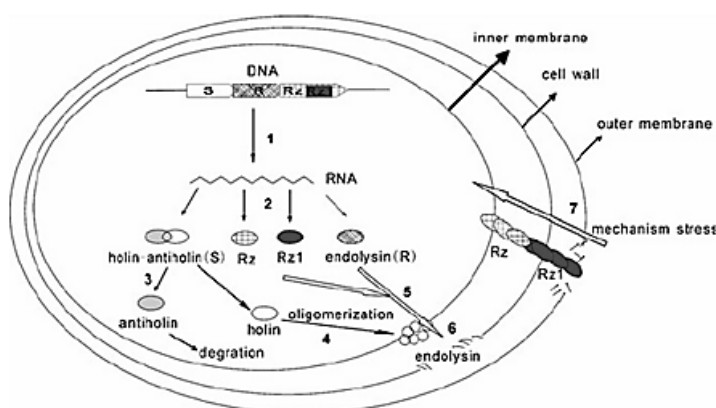 inner membrane
DNA
cell wall
S R Rz Rz1
outer membrane
1
RNA
2
7
mechanism stress
holin-antiholin(S) Rz Rz1 endolysin(R)
Rz
Rz1
3
5
antiholin
holin
oligomerization
4
6
degration
endolysin